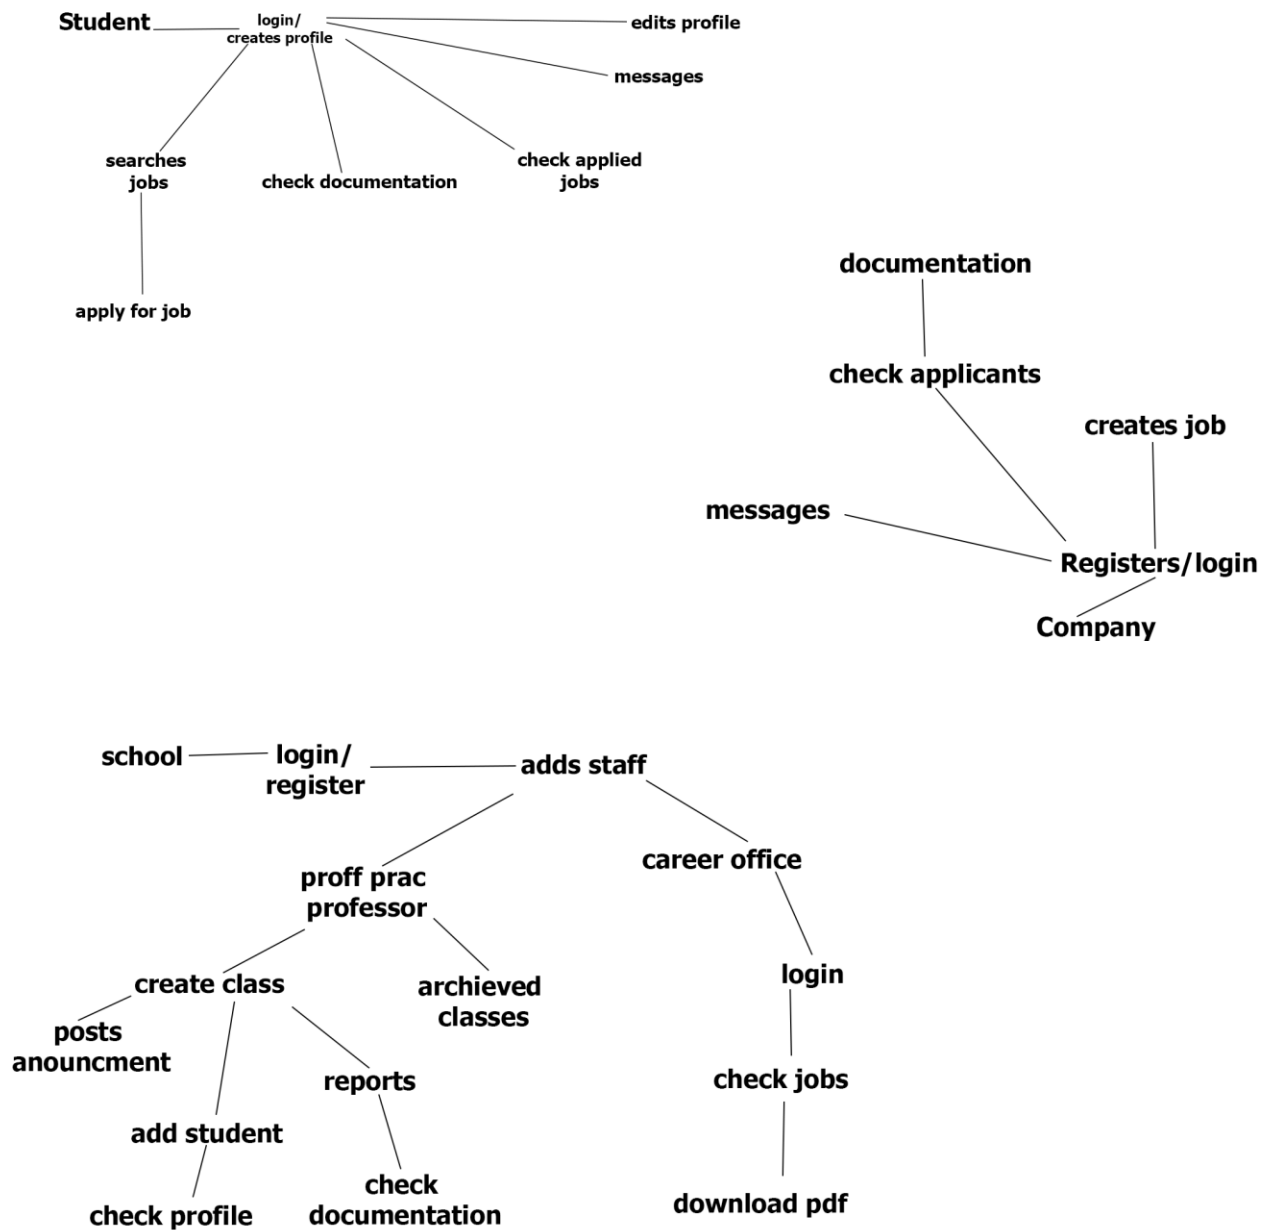 Student
login/
creates profile
edits profile
messages
searches
jobs
check documentation
check applied
jobs
apply for job
documentation
check applicants
creates job
messages
Registers/login
Company
school
login/
register
adds staff
career office
proff prac
professor
login
create class
archieved
classes
posts
anouncment
reports
check jobs
add student
check
documentation
check profile
download pdf